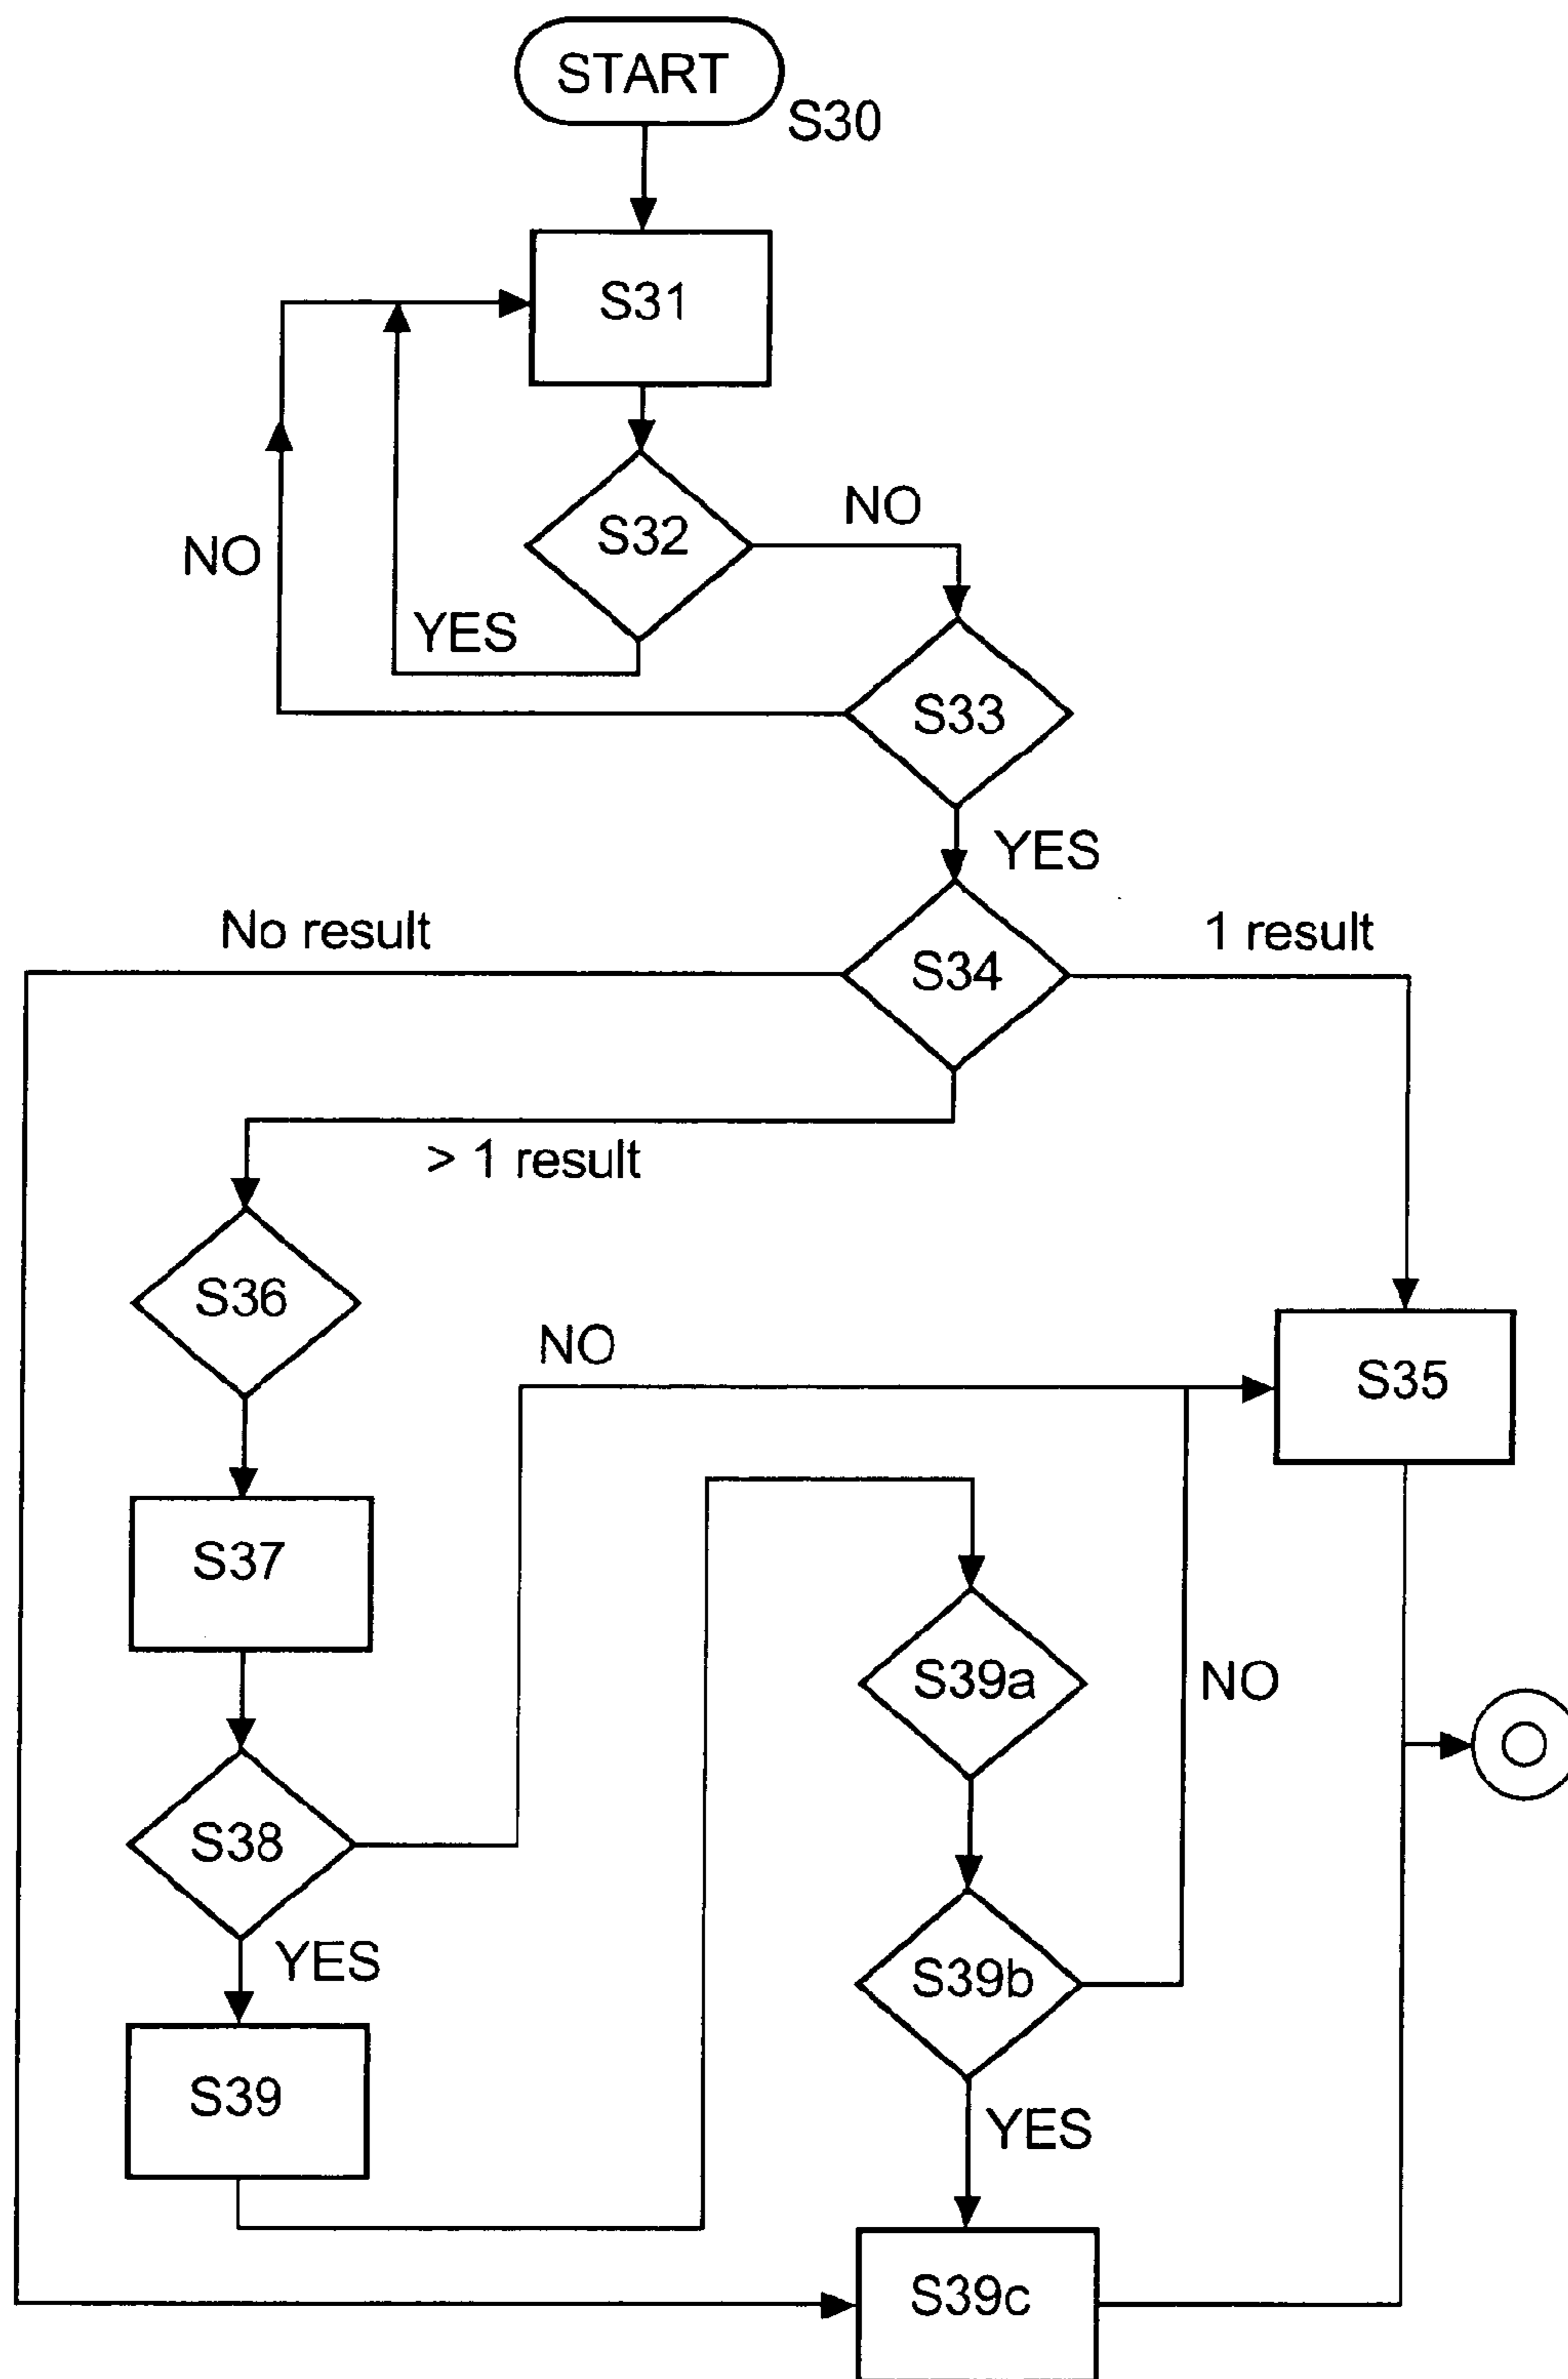 START
S30
S31
S32
NO
NO
YES
S33
YES
No result
S34
1 result
> 1 result
S36
NO
S35
S37
S39a
NO
S38
YES
S39b
S39
YES
S39c